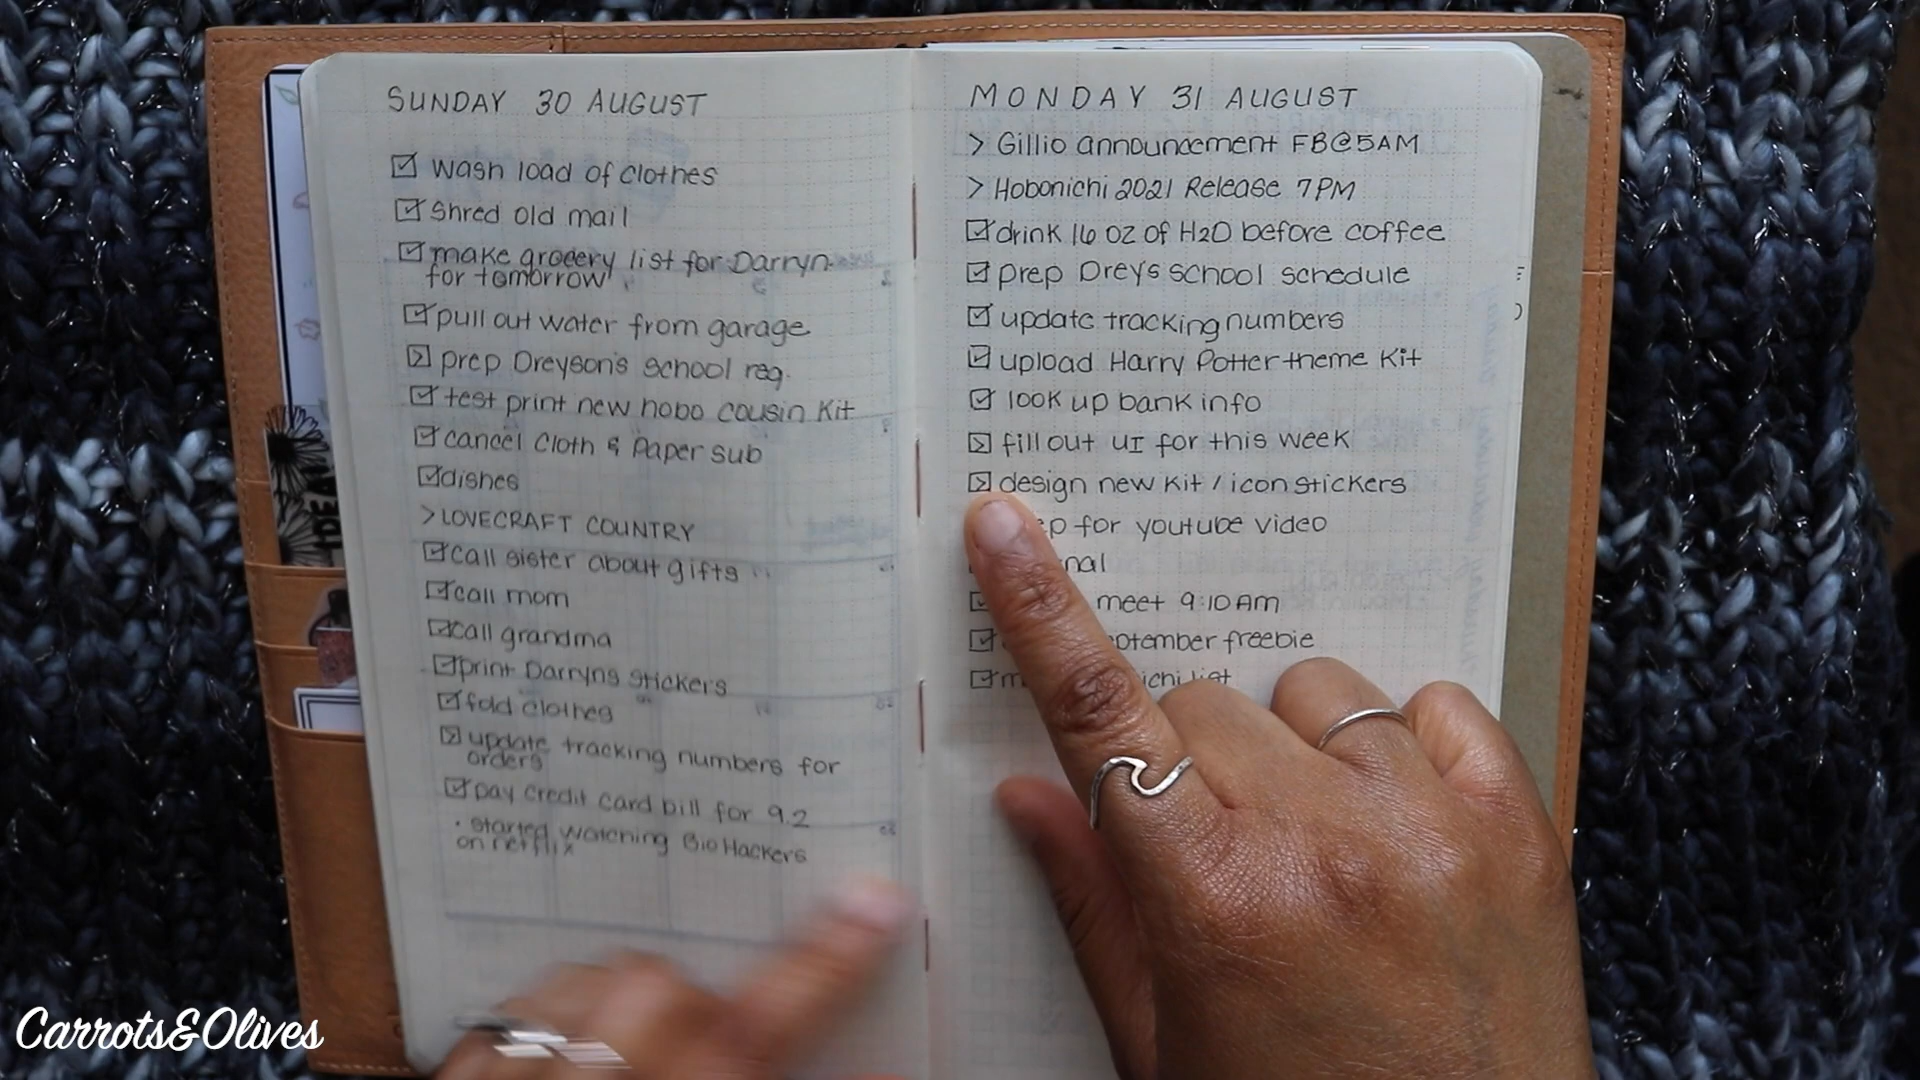 SUNDAY 30 AUGUST
☑ wash load of clothes
☑ shred old mail
☑ make grocery list for Darryn
for tomorrow
☑ pull out water from garage
prep Dreyson's school reg.
☑ test print new hobo cousin kit
☑ cancel Cloth & Paper sub
☑ dishes
> LOVECRAFT COUNTRY
☑ call sister about gifts
☑ call mom
☑ call grandma
☑ print Darryns stickers
☑ fold clothes
update tracking numbers for
orders
☑ pay credit card bill for 9.2
• started watching BioHackers
on netflix
MONDAY 31 AUGUST
> Gillio announcement FB@5AM
> Hobonichi 2021 Release 7PM
☑ drink 16 oz of H2O before coffee
☑ prep Drey's school schedule
☑ update tracking numbers
☑ upload Harry Potter theme kit
☑ look up bank info
fill out UI for this week
design new kit / icon stickers
for youtube video
meet 9:10AM
freebie
list
IDEA
Carrots&Olives